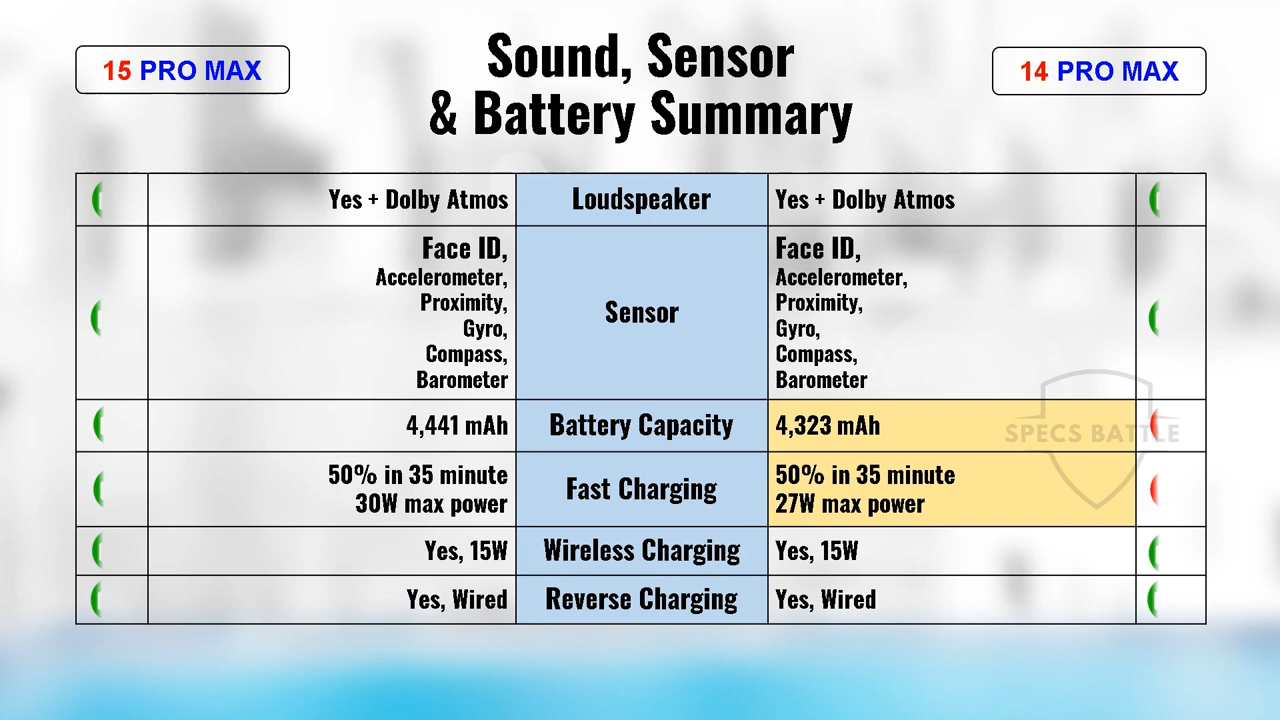 15 PRO MAX
Sound, Sensor
& Battery Summary
14 PRO MAX
Yes + Dolby Atmos
Loudspeaker
Yes + Dolby Atmos
Face ID,
Accelerometer,
Proximity,
Gyro,
Compass,
Barometer
Sensor
Face ID,
Accelerometer,
Proximity,
Gyro,
Compass,
Barometer
4,441 mAh
Battery Capacity
4,323 mAh
SPECS BATTLE
50% in 35 minute
30W max power
Fast Charging
50% in 35 minute
27W max power
Yes, 15W
Wireless Charging
Yes, 15W
Yes, Wired
Reverse Charging
Yes, Wired